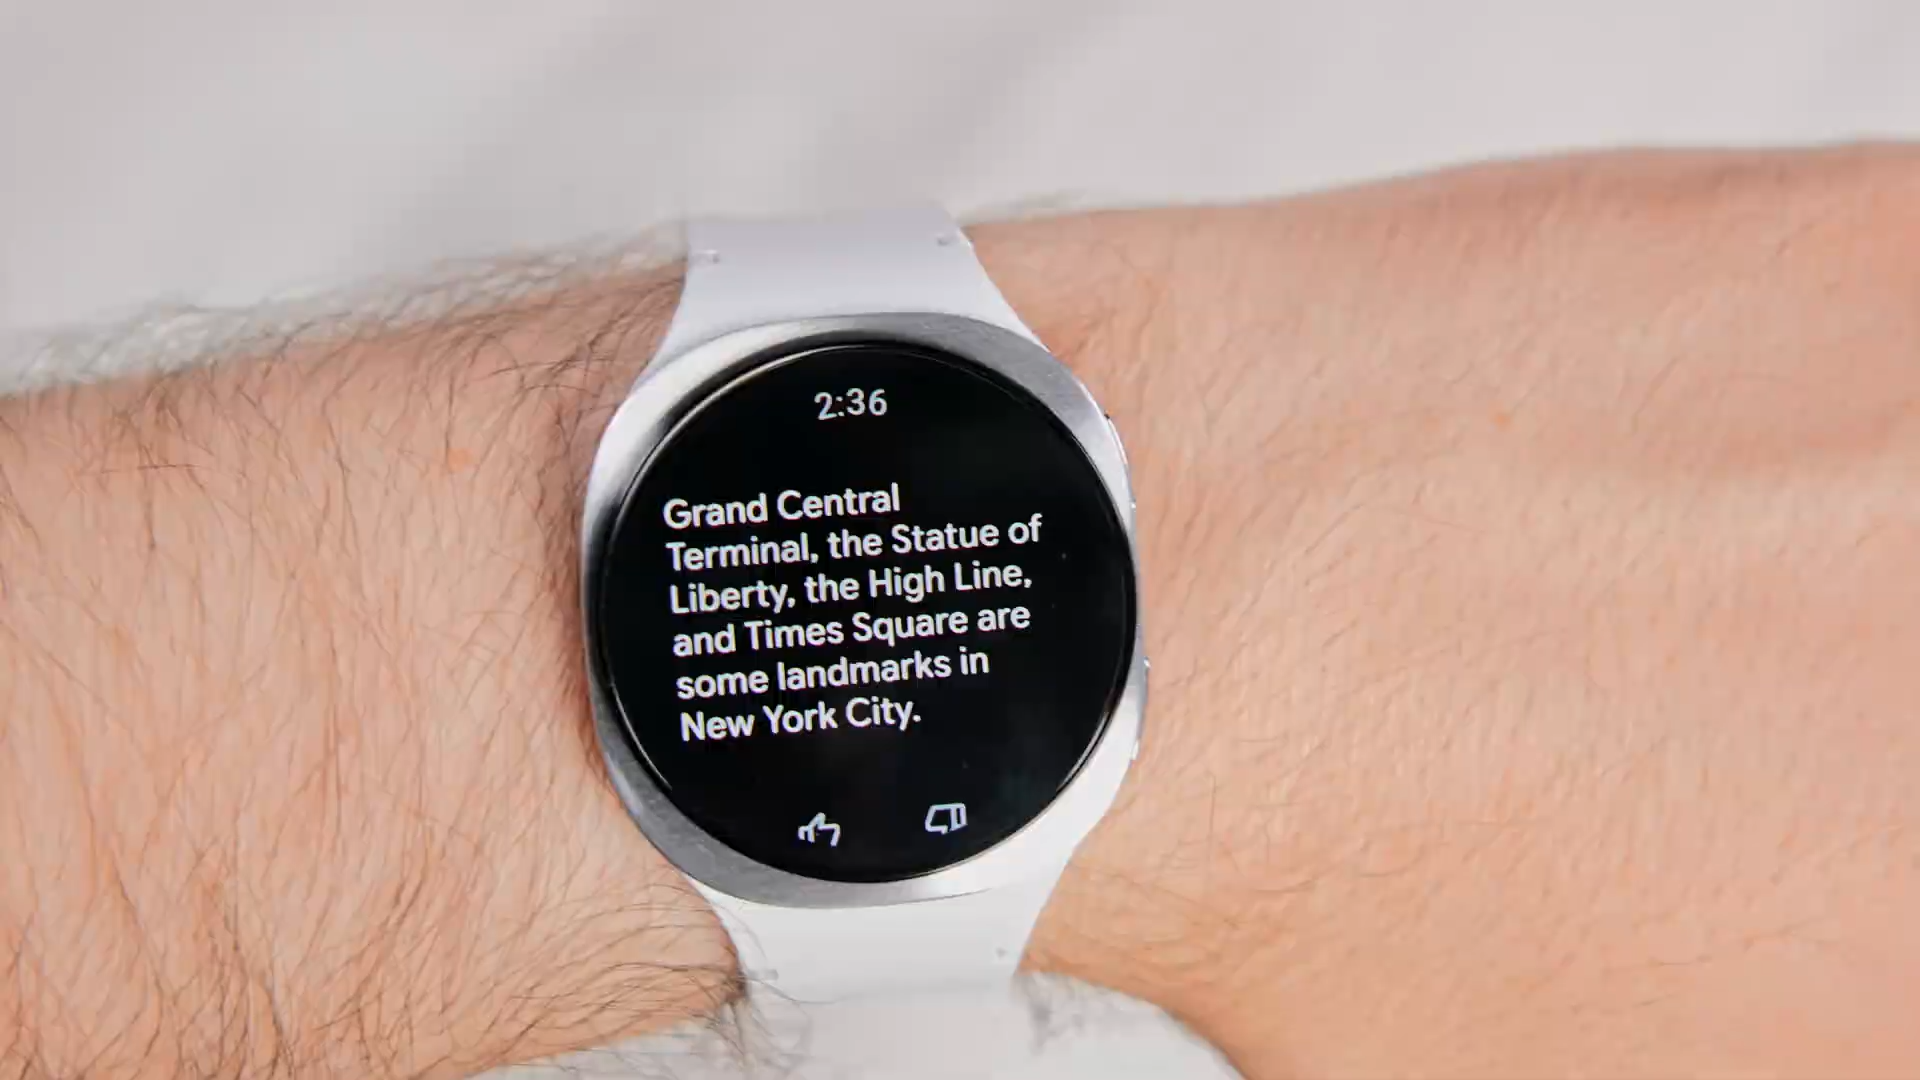 2:36
Grand Central
Terminal, the Statue of
Liberty, the High Line,
and Times Square are
some landmarks in
New York City.